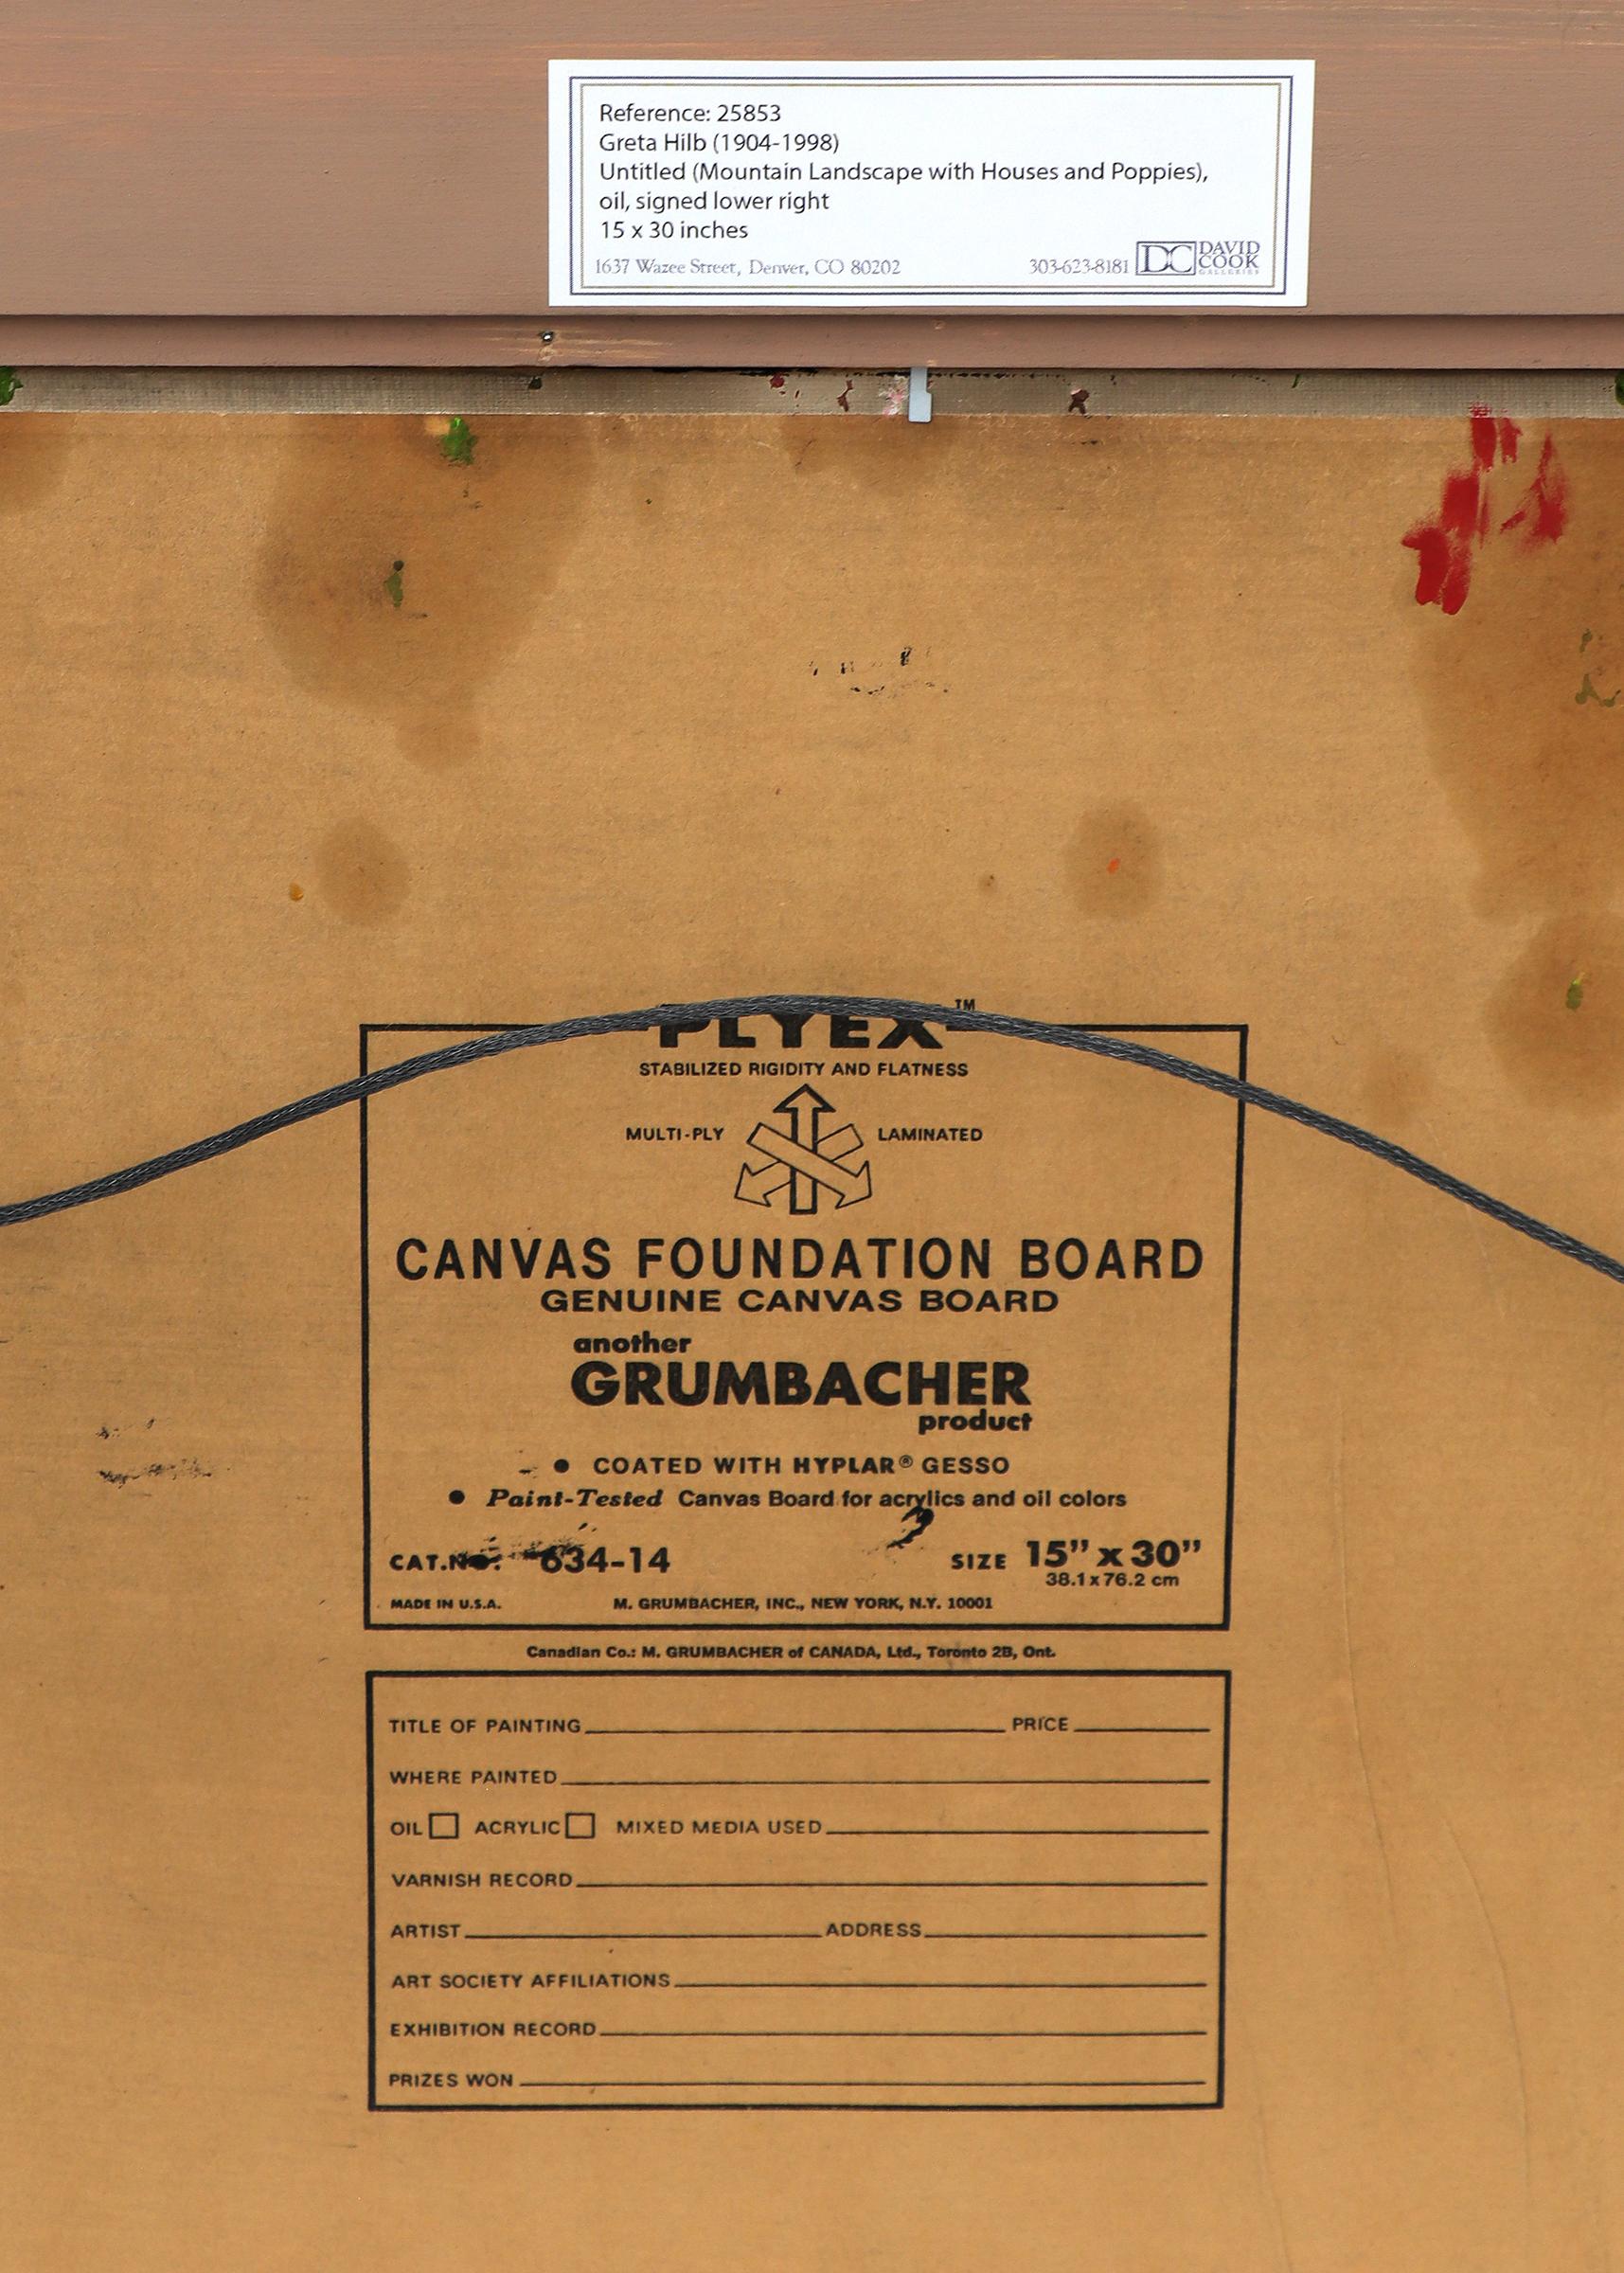 Reference: 25853
Greta Hilb (1904-1998)
Untitled (Mountain Landscape with Houses and Poppies),
oil, signed lower right
15 x 30 inches
1637 Wazee Street, Denver, CO 80202 303-623-8181 DC DAVID COOK GALLERIES
PLYEX™
STABILIZED RIGIDITY AND FLATNESS
MULTI-PLY LAMINATED
CANVAS FOUNDATION BOARD
GENUINE CANVAS BOARD
another
GRUMBACHER
product
• COATED WITH HYPLAR® GESSO
• Paint-Tested Canvas Board for acrylics and oil colors
CAT.NO. 634-14 SIZE 15” x 30”
38.1 x 76.2 cm
MADE IN U.S.A. M. GRUMBACHER, INC., NEW YORK, N.Y. 10001
Canadian Co.: M. GRUMBACHER of CANADA, Ltd., Toronto 2B, Ont.
TITLE OF PAINTING PRICE
WHERE PAINTED
OIL ACRYLIC MIXED MEDIA USED
VARNISH RECORD
ARTIST ADDRESS
ART SOCIETY AFFILIATIONS
EXHIBITION RECORD
PRIZES WON